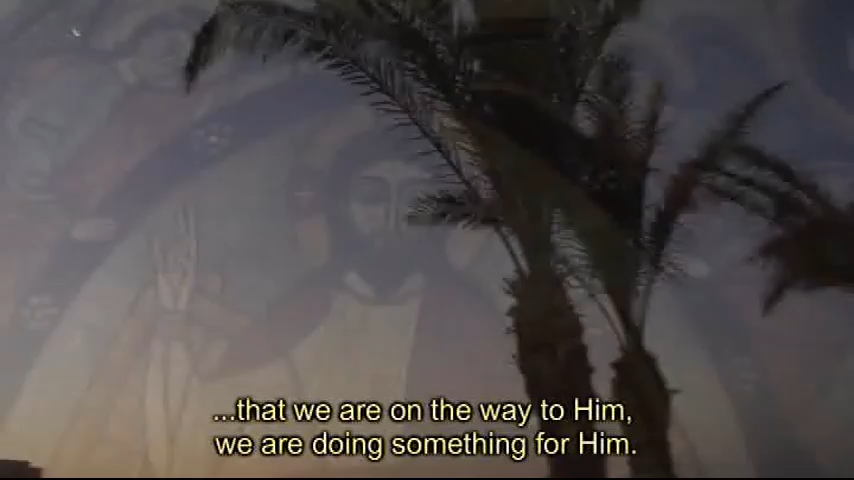 ...that we are on the way to Him,
we are doing something for Him.